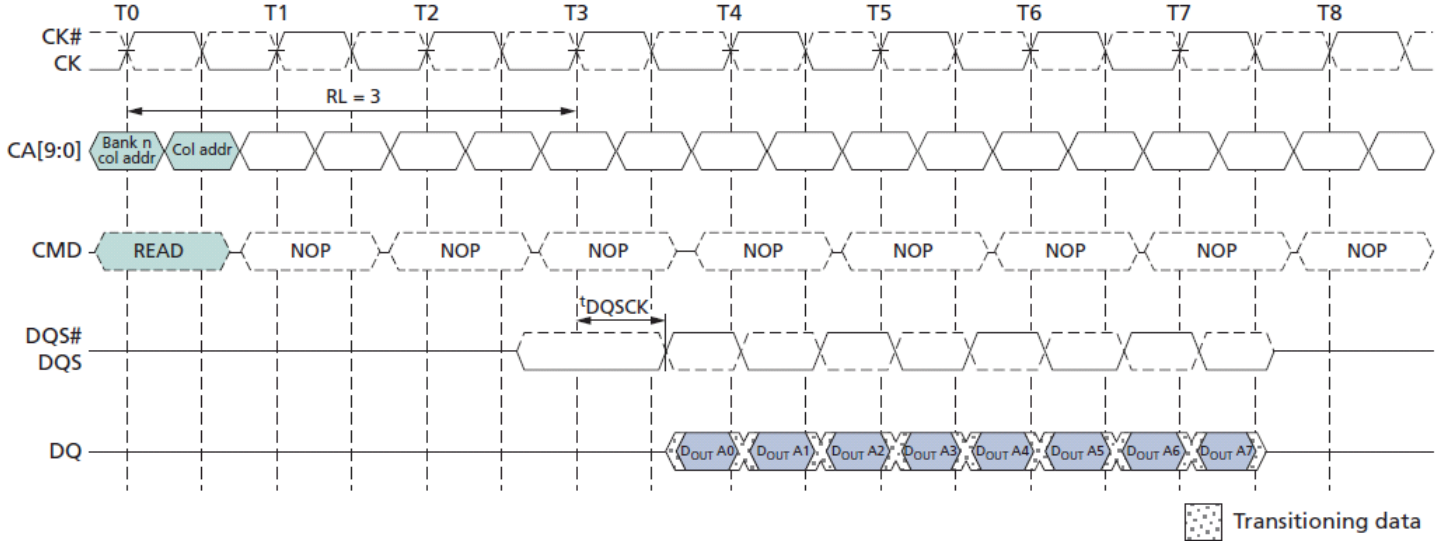 T0 T1 T2 T3 T4 T5 T6 T7 T8
CK#
CK
RL = 3
CA[9:0] Bank n col addr Col addr
CMD READ NOP NOP NOP NOP NOP NOP NOP NOP
tDQSCK
DQS#
DQS
DQ DOUT A0 DOUT A1 DOUT A2 DOUT A3 DOUT A4 DOUT A5 DOUT A6 DOUT A7
Transitioning data